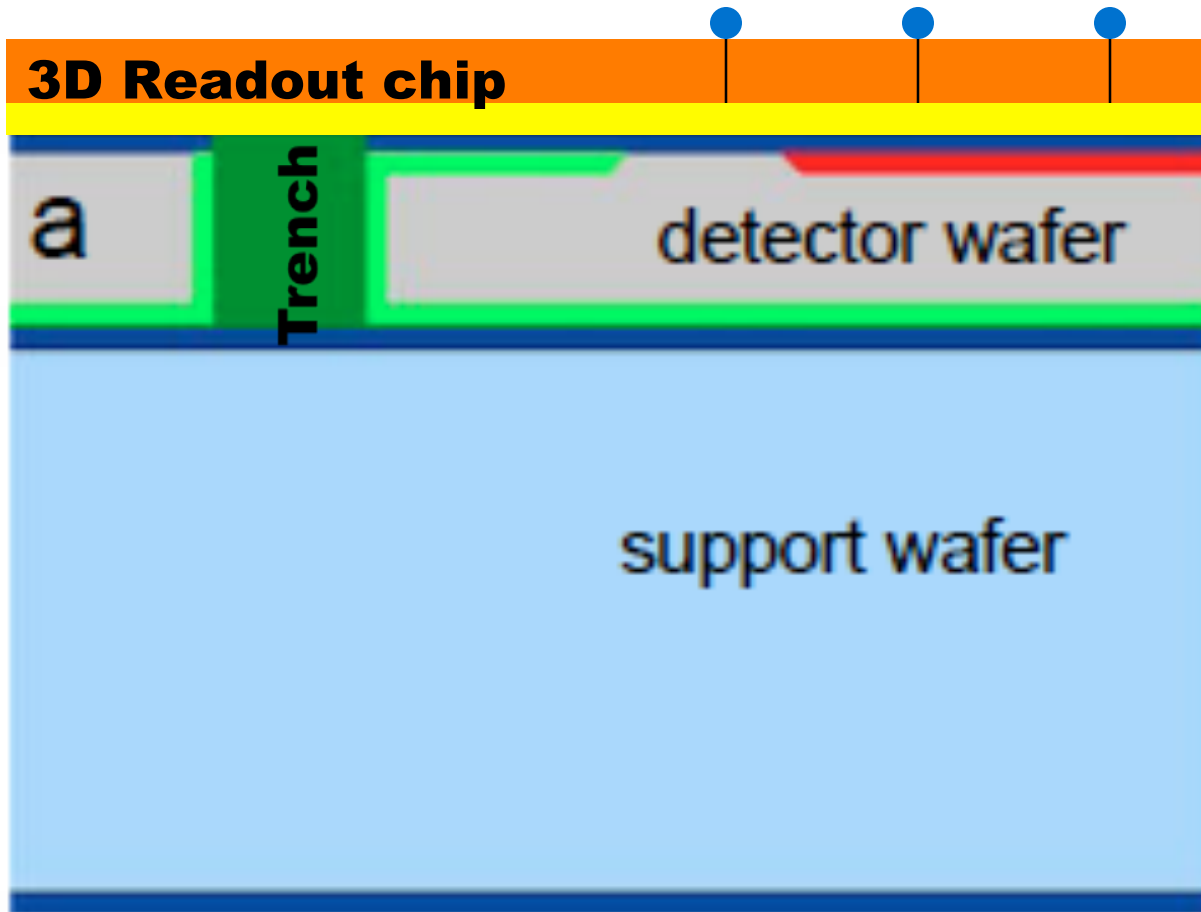 3D Readout chip
Trench
a
detector wafer
support wafer